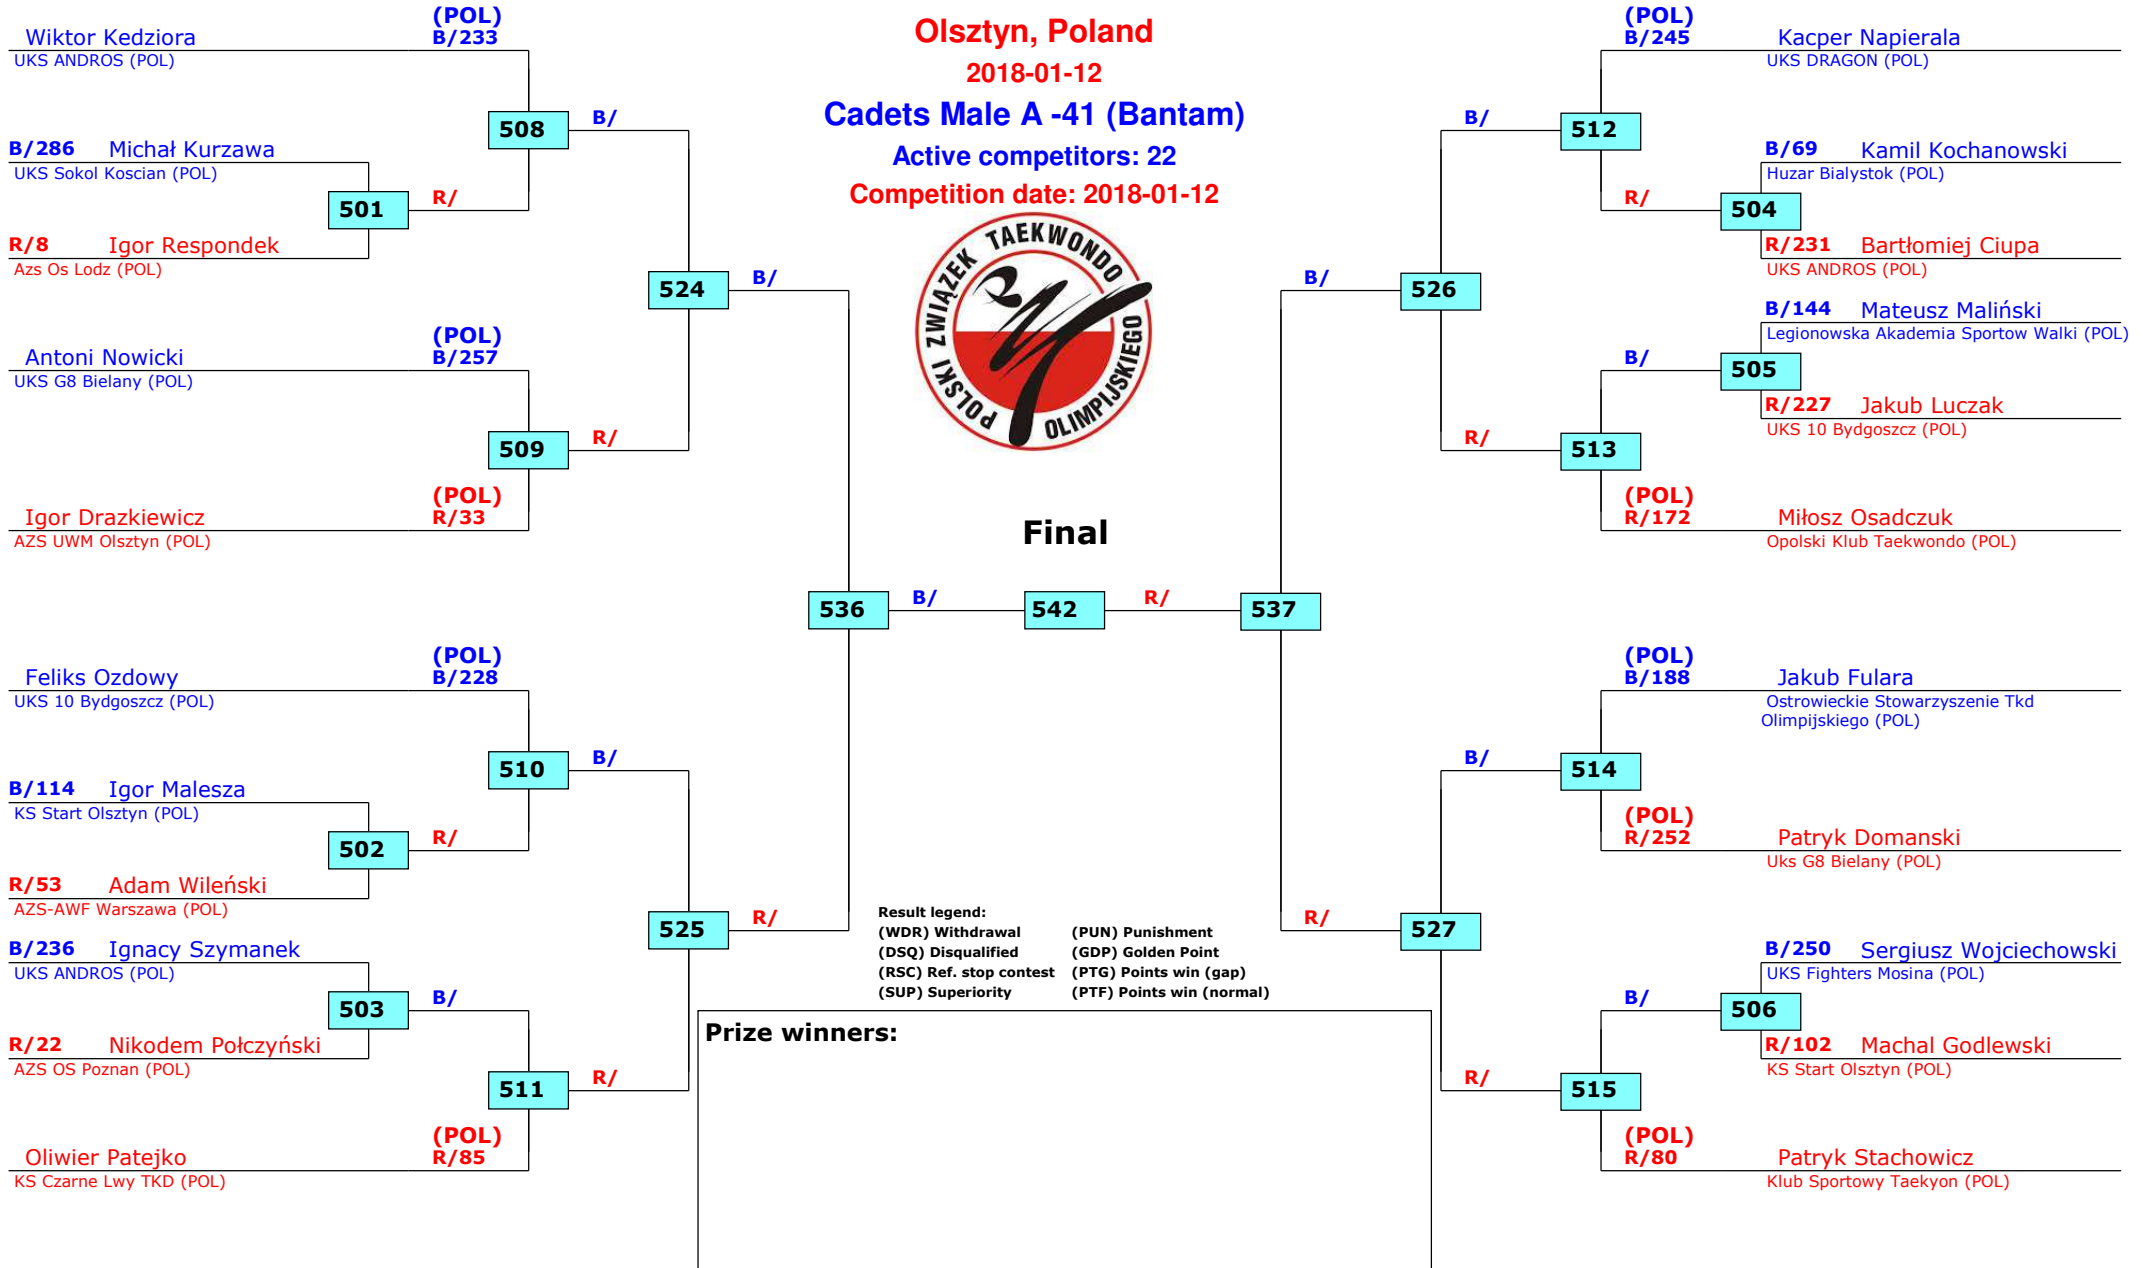 Olsztyn, Poland
2018-01-12
Cadets Male A -41 (Bantam)
Active competitors: 22
Competition date: 2018-01-12
POLSKI ZWIĄZEK TAEKWONDO OLIMPIJSKIEGO
(POL)
Wiktor Kedziora B/233
UKS ANDROS (POL)
508 B/
B/286 Michał Kurzawa
UKS Sokol Koscian (POL)
501 R/
R/8 Igor Respondek
Azs Os Lodz (POL)
524 B/
(POL)
Antoni Nowicki B/257
UKS G8 Bielany (POL)
509 R/
(POL)
Igor Drazkiewicz R/33
AZS UWM Olsztyn (POL)
536 B/
(POL)
Feliks Ozdowy B/228
UKS 10 Bydgoszcz (POL)
510 B/
B/114 Igor Malesza
KS Start Olsztyn (POL)
502 R/
R/53 Adam Wileński
AZS-AWF Warszawa (POL)
525 R/
B/236 Ignacy Szymanek
UKS ANDROS (POL)
503 B/
R/22 Nikodem Połczyński
AZS OS Poznan (POL)
511 R/
(POL)
Oliwier Patejko R/85
KS Czarne Lwy TKD (POL)
Final
542
(POL)
B/245 Kacper Napierala
UKS DRAGON (POL)
B/ 512
B/69 Kamil Kochanowski
Huzar Bialystok (POL)
R/ 504
R/231 Bartłomiej Ciupa
UKS ANDROS (POL)
B/ 526
B/144 Mateusz Maliński
Legionowska Akademia Sportow Walki (POL)
B/ 505
R/227 Jakub Luczak
UKS 10 Bydgoszcz (POL)
R/ 513
(POL)
R/172 Miłosz Osadczuk
Opolski Klub Taekwondo (POL)
R/ 537
(POL)
B/188 Jakub Fulara
Ostrowieckie Stowarzyszenie Tkd
Olimpijskiego (POL)
B/ 514
(POL)
R/252 Patryk Domanski
Uks G8 Bielany (POL)
R/ 527
B/250 Sergiusz Wojciechowski
UKS Fighters Mosina (POL)
B/ 506
R/102 Machal Godlewski
KS Start Olsztyn (POL)
R/ 515
(POL)
R/80 Patryk Stachowicz
Klub Sportowy Taekyon (POL)
Result legend:
(WDR) Withdrawal (PUN) Punishment
(DSQ) Disqualified (GDP) Golden Point
(RSC) Ref. stop contest (PTG) Points win (gap)
(SUP) Superiority (PTF) Points win (normal)
Prize winners: